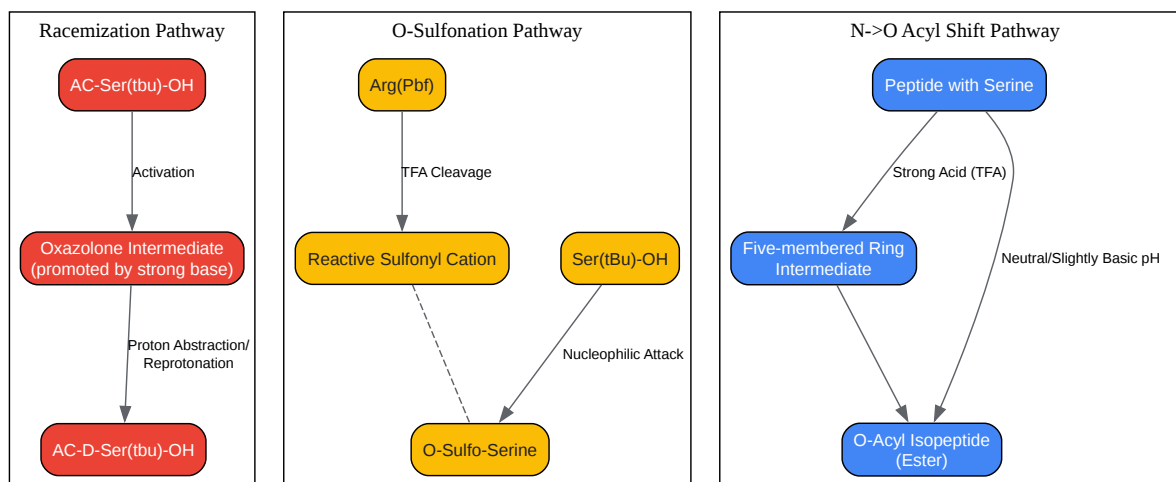 Racemization Pathway
AC-Ser(tbu)-OH
Activation
Oxazolone Intermediate
(promoted by strong base)
Proton Abstraction/
Reprotonation
AC-D-Ser(tbu)-OH
O-Sulfonation Pathway
Arg(Pbf)
TFA Cleavage
Reactive Sulfonyl Cation
Ser(tBu)-OH
Nucleophilic Attack
O-Sulfo-Serine
N->O Acyl Shift Pathway
Peptide with Serine
Strong Acid (TFA)
Five-membered Ring
Intermediate
Neutral/Slightly Basic pH
O-Acyl Isopeptide
(Ester)